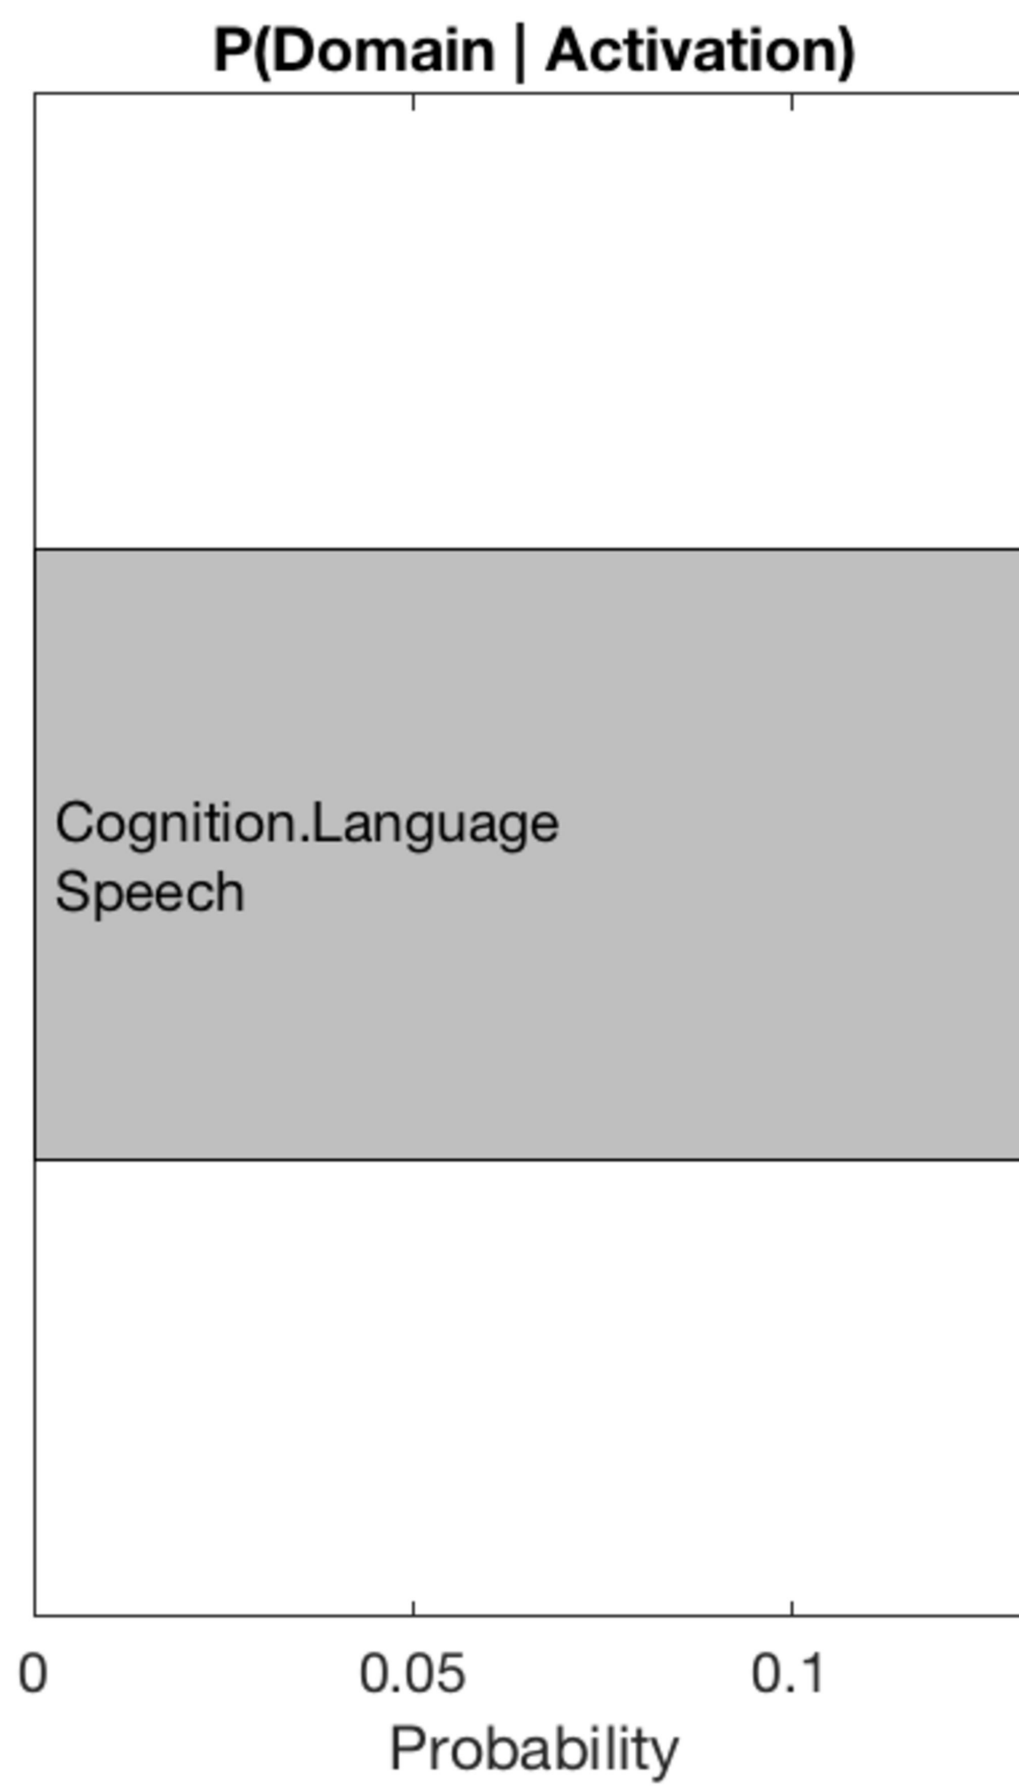 P(Domain | Activation)
Cognition.Language
Speech
0 0.05 0.1
Probability